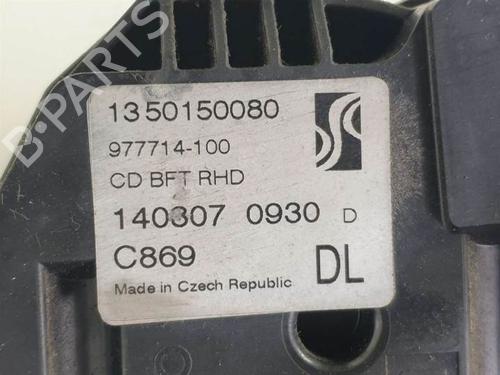 B-PARTS
1350150080
977714-100
CD BFT RHD
140307 0930 D
C869
DL
Made in Czech Republic